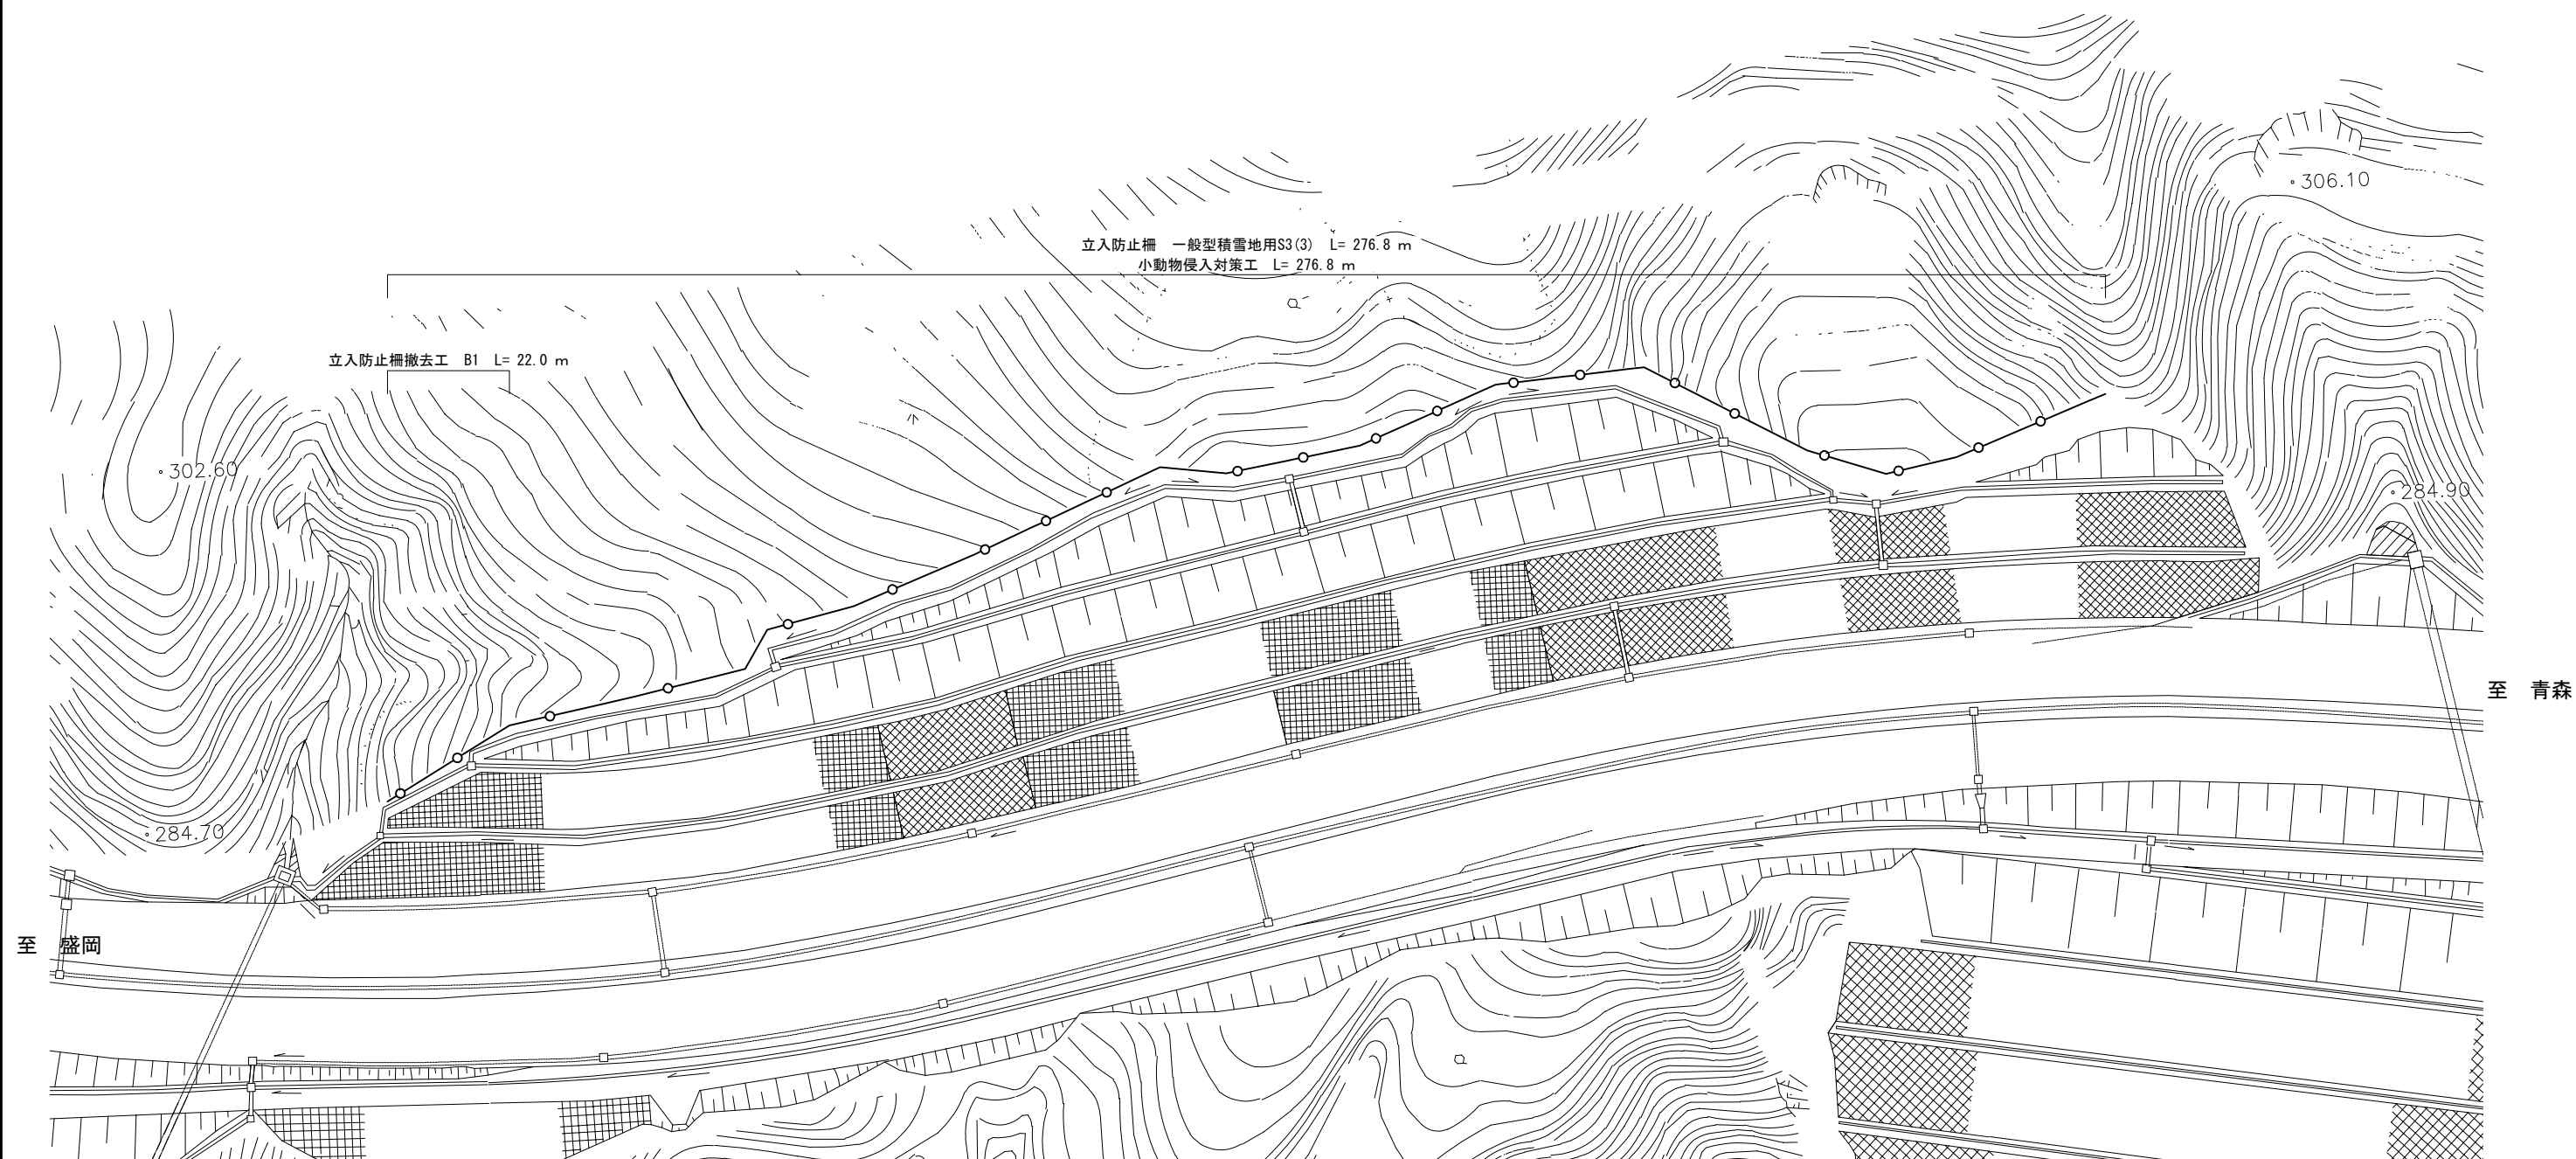 306.10
立入防止柵　一般型積雪地用S3(3)　L= 276.8 m
小動物侵入対策工　L= 276.8 m
立入防止柵撤去工　B1　L= 22.0 m
302.60
284.90
至　青森
284.70
至　盛岡